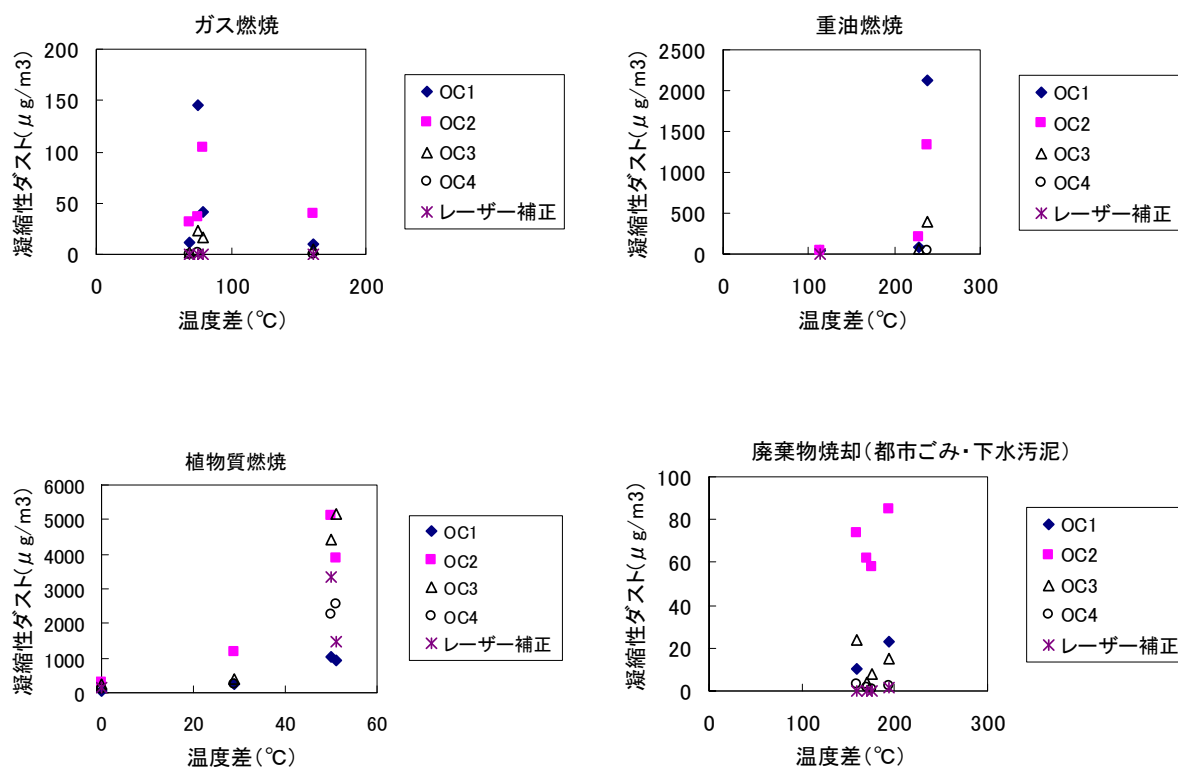 ガス燃焼
200
150
100
50
0
0 100 200
凝縮性ダスト(μg/m3)
温度差(℃)
OC1
OC2
OC3
OC4
レーザー補正
重油燃焼
2500
2000
1500
1000
500
0
0 100 200 300
凝縮性ダスト(μg/m3)
温度差(℃)
OC1
OC2
OC3
OC4
レーザー補正
植物質燃焼
6000
5000
4000
3000
2000
1000
0
0 20 40 60
凝縮性ダスト(μg/m3)
温度差(℃)
OC1
OC2
OC3
OC4
レーザー補正
廃棄物焼却(都市ごみ・下水汚泥)
100
80
60
40
20
0
0 100 200 300
凝縮性ダスト(μg/m3)
温度差(℃)
OC1
OC2
OC3
OC4
レーザー補正